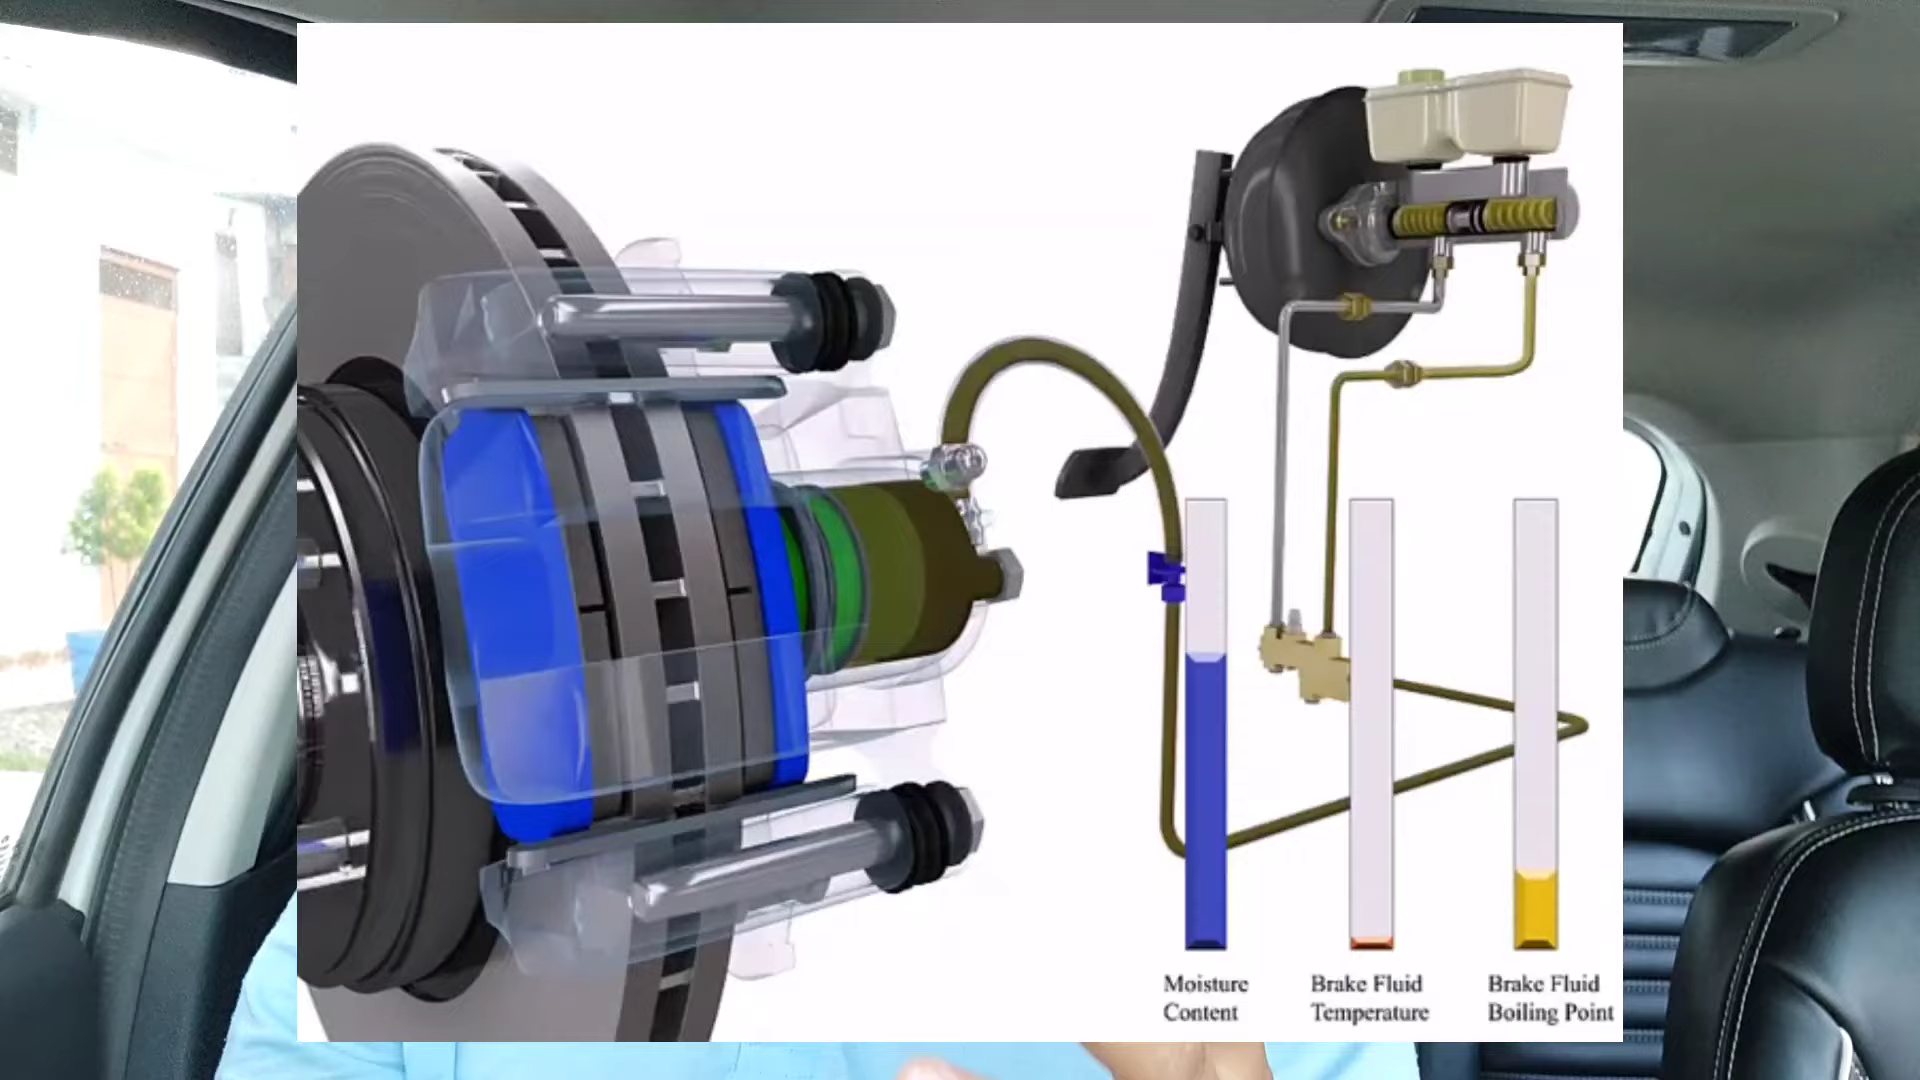 Moisture
Content
Brake Fluid
Temperature
Brake Fluid
Boiling Point